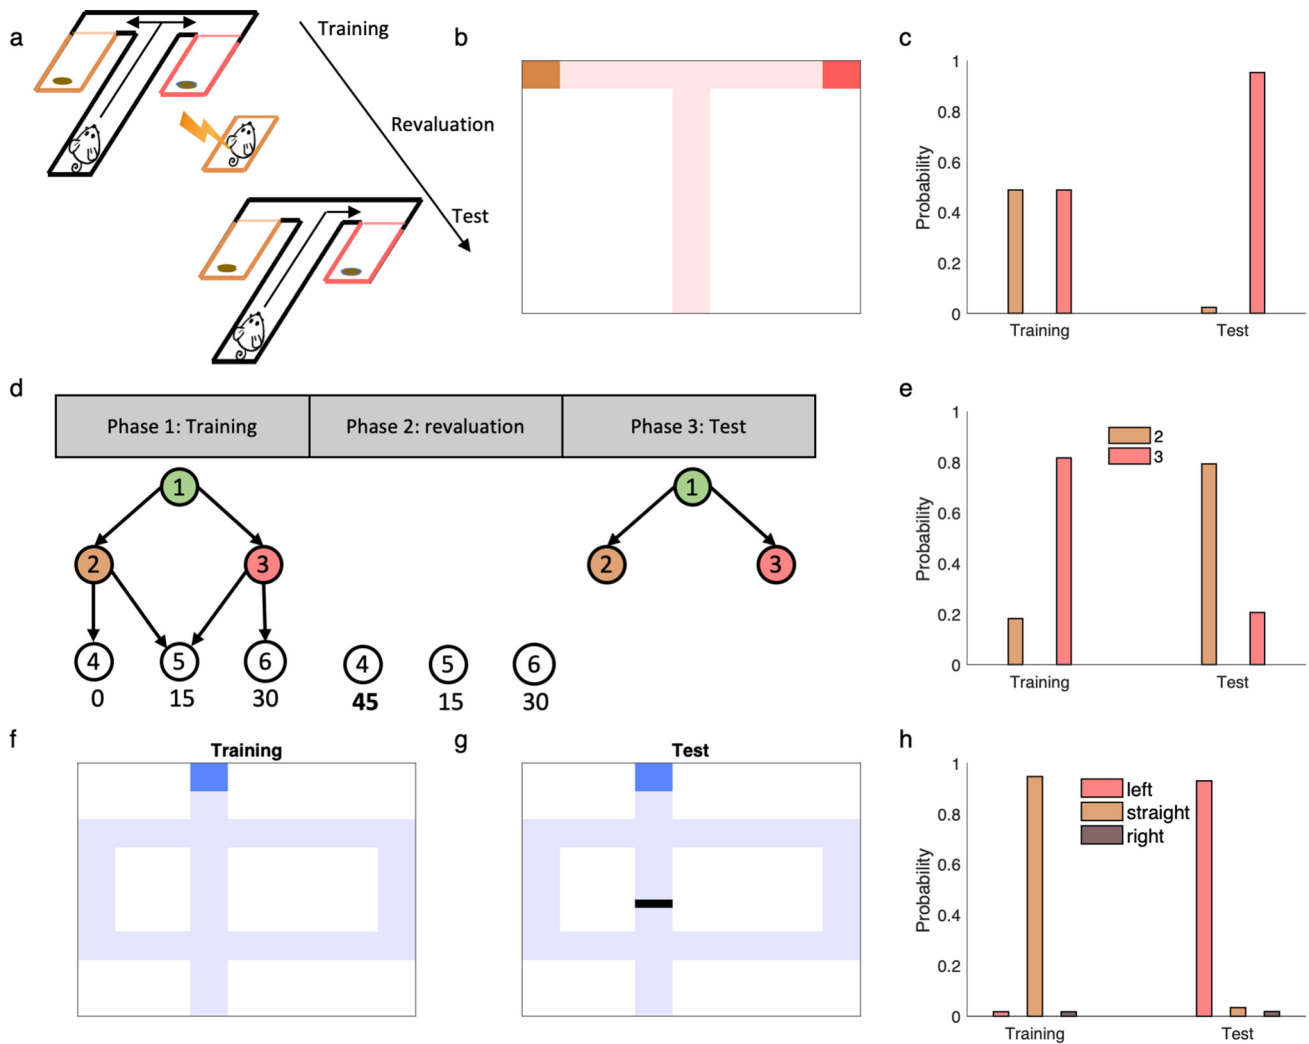 a
Training
Revaluation
Test
b
c
Probability
1
0.8
0.6
0.4
0.2
0
Training
Test
d
Phase 1: Training
Phase 2: revaluation
Phase 3: Test
1
2
3
4
5
6
0
15
30
4
5
6
45
15
30
1
2
3
e
Probability
1
0.8
0.6
0.4
0.2
0
2
3
Training
Test
f
Training
g
Test
h
Probability
1
0.8
0.6
0.4
0.2
0
left
straight
right
Training
Test